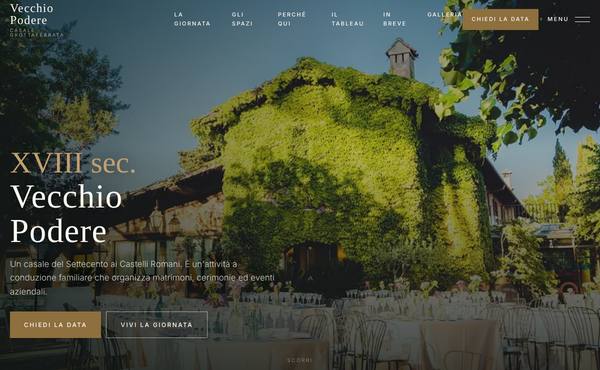 Vecchio
Podere
CASALE
GROTTAFERRATA
LA
GIORNATA
GLI
SPAZI
PERCHÉ
QUI
IL
TABLEAU
IN
BREVE
GALLERIA
CHIEDI LA DATA
MENU
XVIII sec.
Vecchio
Podere
Un casale del Settecento ai Castelli Romani. È un'attività a
conduzione familiare che organizza matrimoni, cerimonie ed eventi
aziendali.
CHIEDI LA DATA
VIVI LA GIORNATA
SCORRI